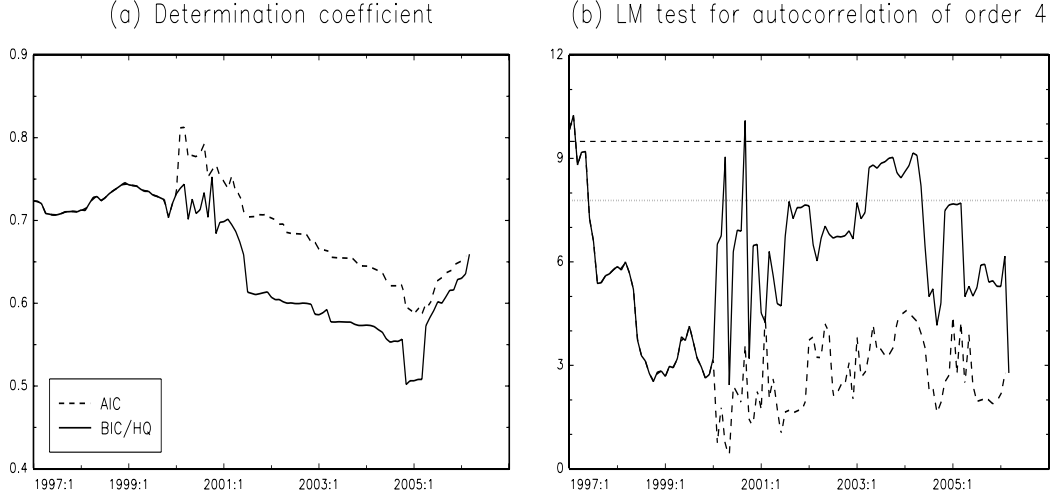 (a) Determination coefficient
(b) LM test for autocorrelation of order 4
0.9
0.8
0.7
0.6
0.5
0.4
AIC
BIC/HQ
1997:1 1999:1 2001:1 2003:1 2005:1
12
9
6
3
0
1997:1 1999:1 2001:1 2003:1 2005:1